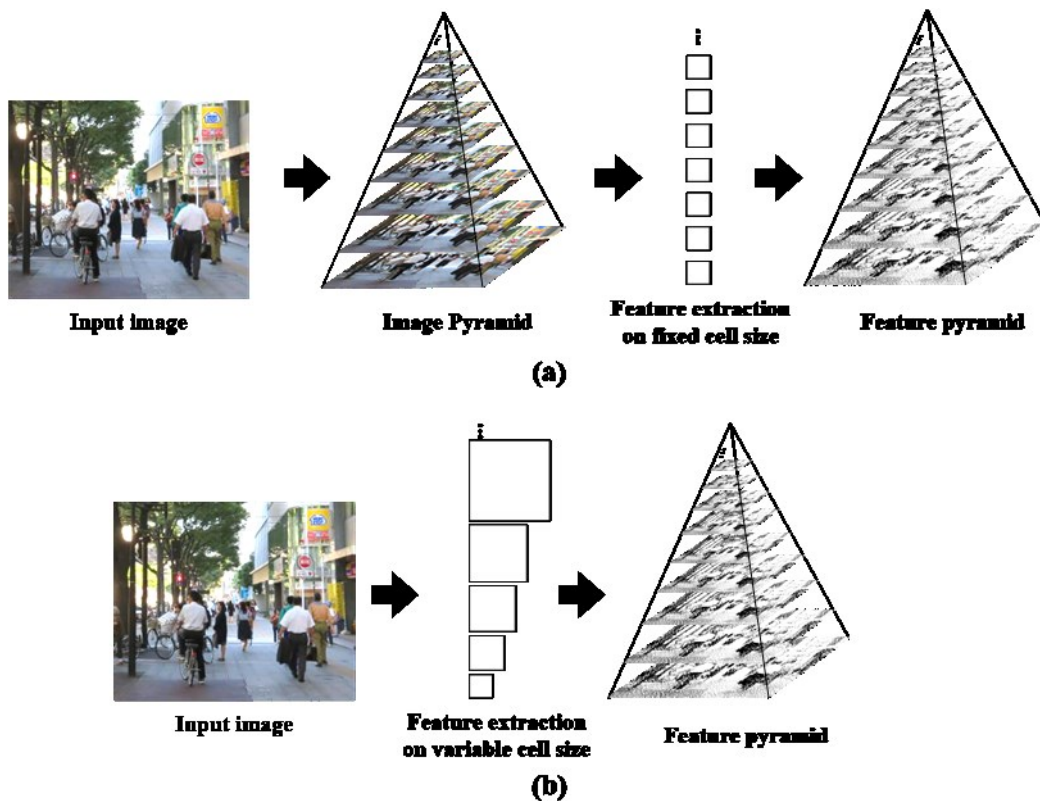 Input image
Image Pyramid
Feature extraction
on fixed cell size
Feature pyramid
(a)
Input image
Feature extraction
on variable cell size
Feature pyramid
(b)